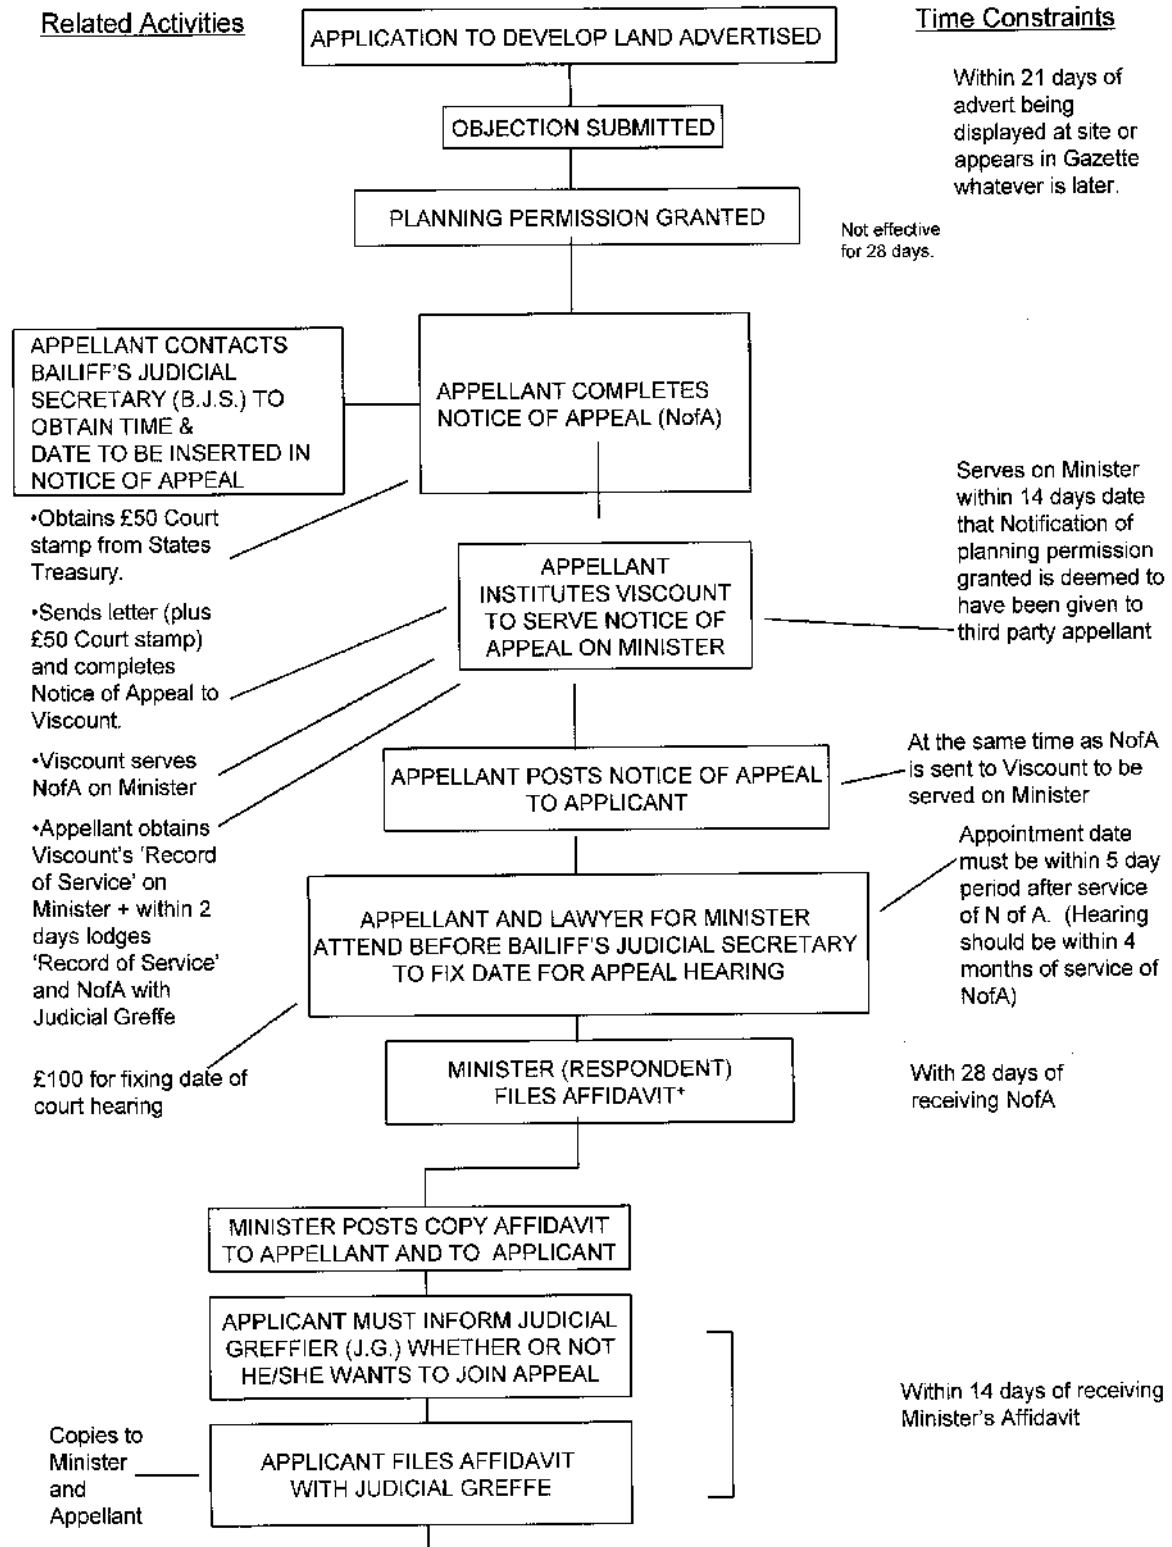 Related Activities
APPLICATION TO DEVELOP LAND ADVERTISED
Time Constraints
Within 21 days of
advert being
displayed at site or
appears in Gazette
whatever is later.
OBJECTION SUBMITTED
PLANNING PERMISSION GRANTED
Not effective
for 28 days.
APPELLANT CONTACTS
BAILIFF'S JUDICIAL
SECRETARY (B.J.S.) TO
OBTAIN TIME &
DATE TO BE INSERTED IN
NOTICE OF APPEAL
APPELLANT COMPLETES
NOTICE OF APPEAL (NofA)
•Obtains £50 Court
stamp from States
Treasury.
•Sends letter (plus
£50 Court stamp)
and completes
Notice of Appeal to
Viscount.
•Viscount serves
NofA on Minister
•Appellant obtains
Viscount's 'Record
of Service' on
Minister + within 2
days lodges
'Record of Service'
and NofA with
Judicial Greffe
APPELLANT
INSTITUTES VISCOUNT
TO SERVE NOTICE OF
APPEAL ON MINISTER
Serves on Minister
within 14 days date
that Notification of
planning permission
granted is deemed to
have been given to
third party appellant
APPELLANT POSTS NOTICE OF APPEAL
TO APPLICANT
At the same time as NofA
is sent to Viscount to be
served on Minister
APPELLANT AND LAWYER FOR MINISTER
ATTEND BEFORE BAILIFF'S JUDICIAL SECRETARY
TO FIX DATE FOR APPEAL HEARING
Appointment date
must be within 5 day
period after service
of N of A. (Hearing
should be within 4
months of service of
NofA)
£100 for fixing date of
court hearing
MINISTER (RESPONDENT)
FILES AFFIDAVIT+
With 28 days of
receiving NofA
MINISTER POSTS COPY AFFIDAVIT
TO APPELLANT AND TO APPLICANT
APPLICANT MUST INFORM JUDICIAL
GREFFIER (J.G.) WHETHER OR NOT
HE/SHE WANTS TO JOIN APPEAL
Within 14 days of receiving
Minister's Affidavit
Copies to
Minister
and
Appellant
APPLICANT FILES AFFIDAVIT
WITH JUDICIAL GREFFE